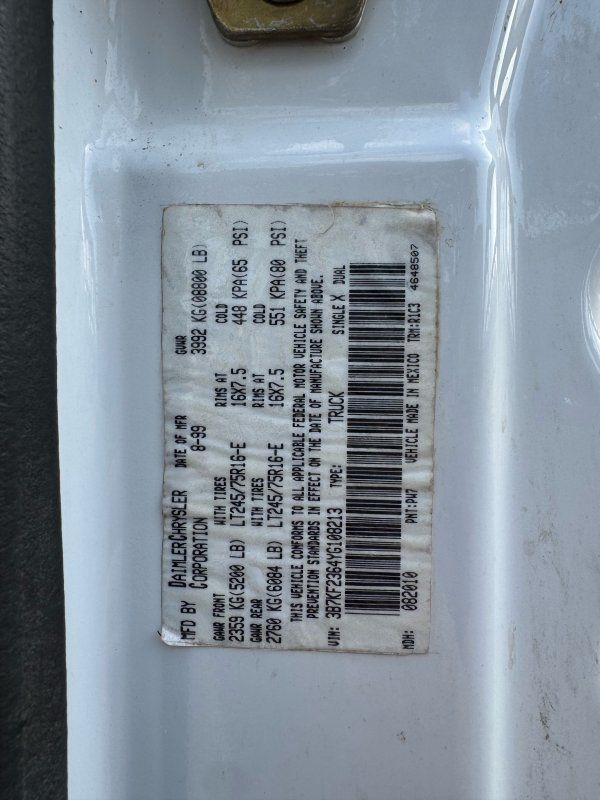 MFD BY DAIMLERCHRYSLER DATE OF MFR GVWR
CORPORATION 8-99 3992 KG(08800 LB)
GAWR FRONT WITH TIRES RIMS AT COLD
2359 KG(5200 LB) LT245/75R16-E 16X7.5 448 KPA(65 PSI)
GAWR REAR WITH TIRES RIMS AT COLD
2760 KG(6084 LB) LT245/75R16-E 16X7.5 551 KPA(80 PSI)
THIS VEHICLE CONFORMS TO ALL APPLICABLE FEDERAL MOTOR VEHICLE SAFETY AND THEFT
PREVENTION STANDARDS IN EFFECT ON THE DATE OF MANUFACTURE SHOWN ABOVE.
VIN: 3B7KF2364YG108213 TYPE: TRUCK SINGLE X DUAL
MDH: 082010 PNT:PW7 VEHICLE MADE IN MEXICO TRM:R1C3 4648507